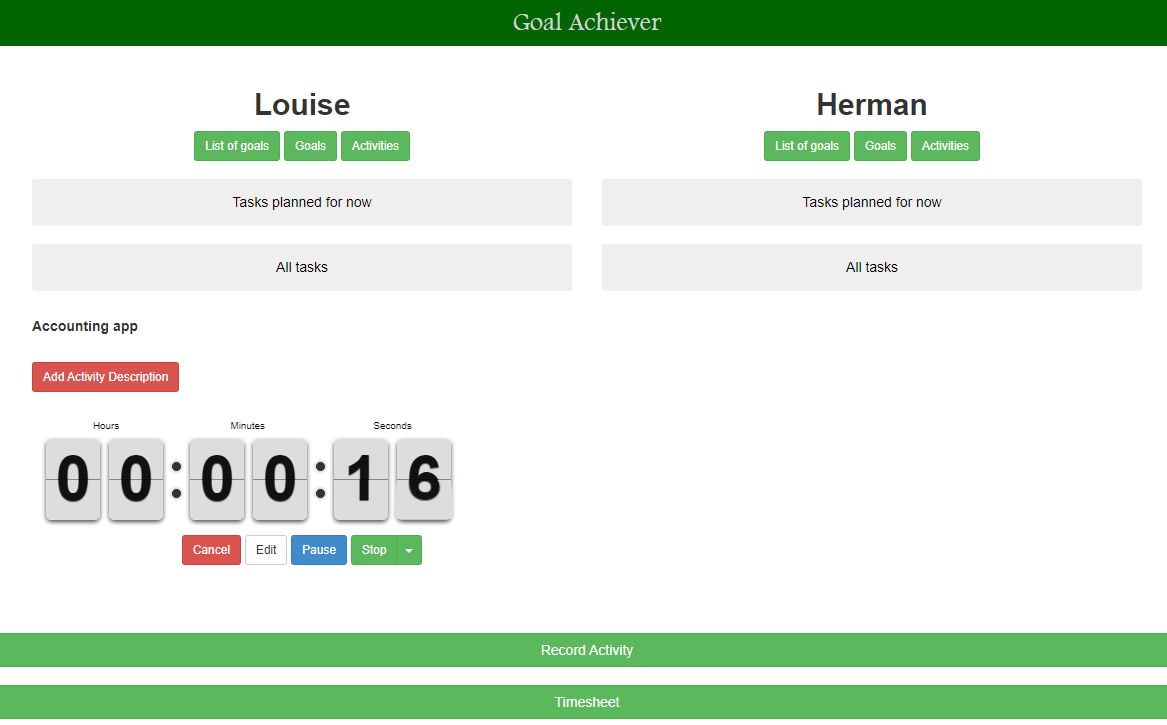 Goal Achiever
Louise
List of goals Goals Activities
Tasks planned for now
All tasks
Accounting app
Add Activity Description
Hours Minutes Seconds
00:00:16
Cancel Edit Pause Stop
Herman
List of goals Goals Activities
Tasks planned for now
All tasks
Record Activity
Timesheet